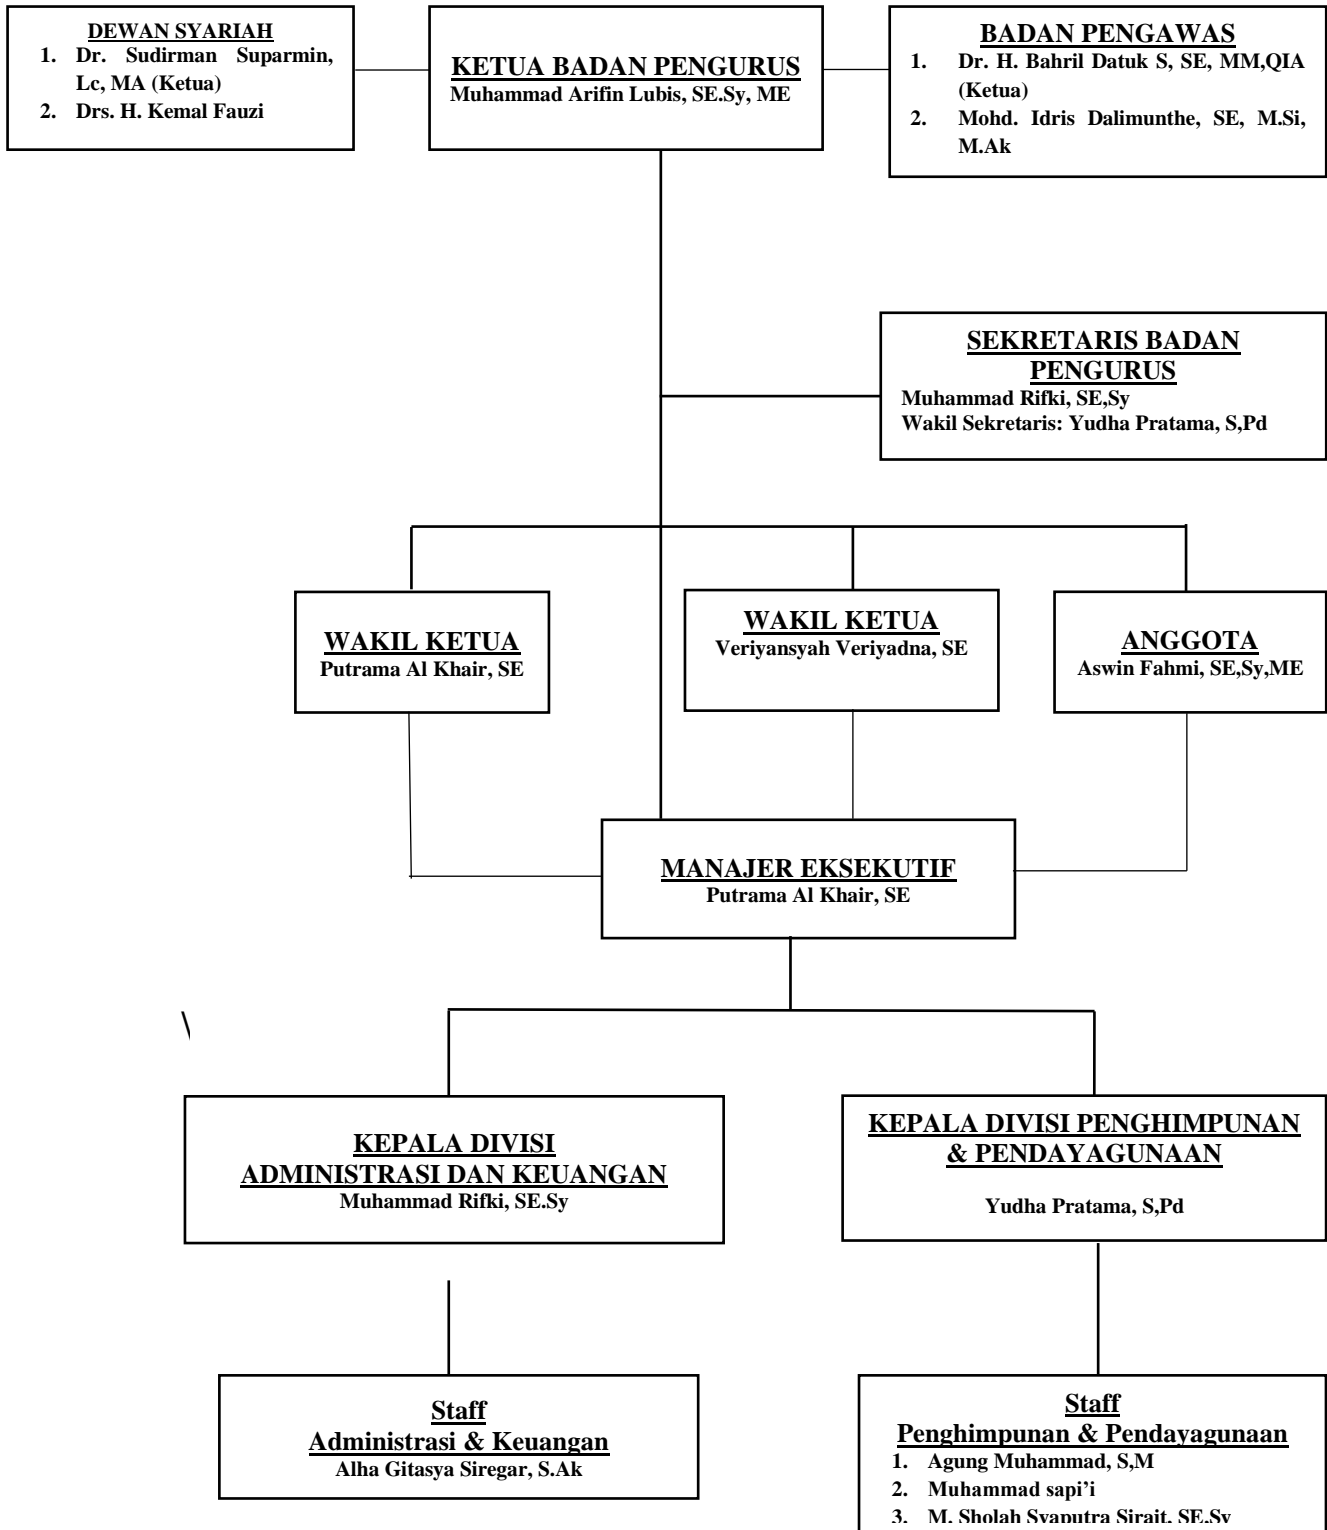 DEWAN SYARIAH
1. Dr. Sudirman Suparmin,
Lc, MA (Ketua)
2. Drs. H. Kemal Fauzi
KETUA BADAN PENGURUS
Muhammad Arifin Lubis, SE.Sy, ME
BADAN PENGAWAS
1. Dr. H. Bahril Datuk S, SE, MM,QIA
(Ketua)
2. Mohd. Idris Dalimunthe, SE, M.Si,
M.Ak
SEKRETARIS BADAN
PENGURUS
Muhammad Rifki, SE,Sy
Wakil Sekretaris: Yudha Pratama, S,Pd
WAKIL KETUA
Putrama Al Khair, SE
WAKIL KETUA
Veriyansyah Veriyadna, SE
ANGGOTA
Aswin Fahmi, SE,Sy,ME
MANAJER EKSEKUTIF
Putrama Al Khair, SE
\
KEPALA DIVISI
ADMINISTRASI DAN KEUANGAN
Muhammad Rifki, SE.Sy
KEPALA DIVISI PENGHIMPUNAN
& PENDAYAGUNAAN
Yudha Pratama, S,Pd
Staff
Administrasi & Keuangan
Alha Gitasya Siregar, S.Ak
Staff
Penghimpunan & Pendayagunaan
1. Agung Muhammad, S,M
2. Muhammad sapi’i
3. M. Sholah Syaputra Sirait, SE,Sy